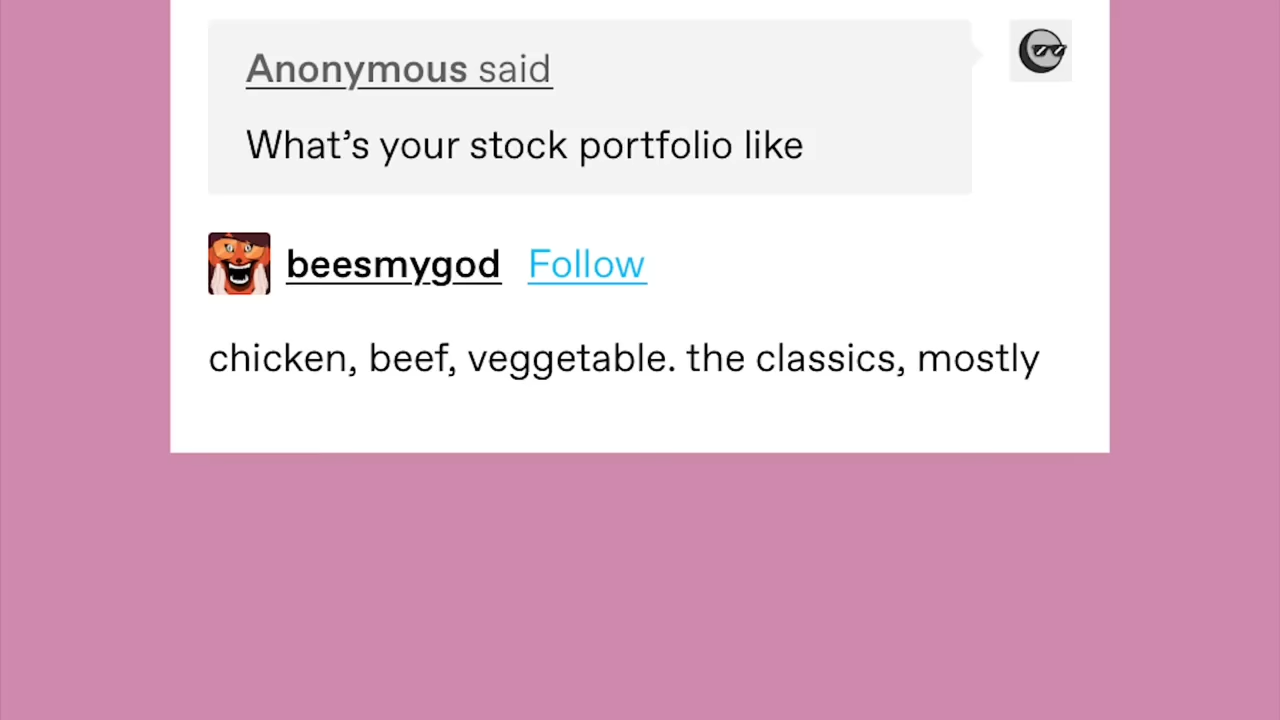 Anonymous said
What’s your stock portfolio like
beesmygod Follow
chicken, beef, veggetable. the classics, mostly